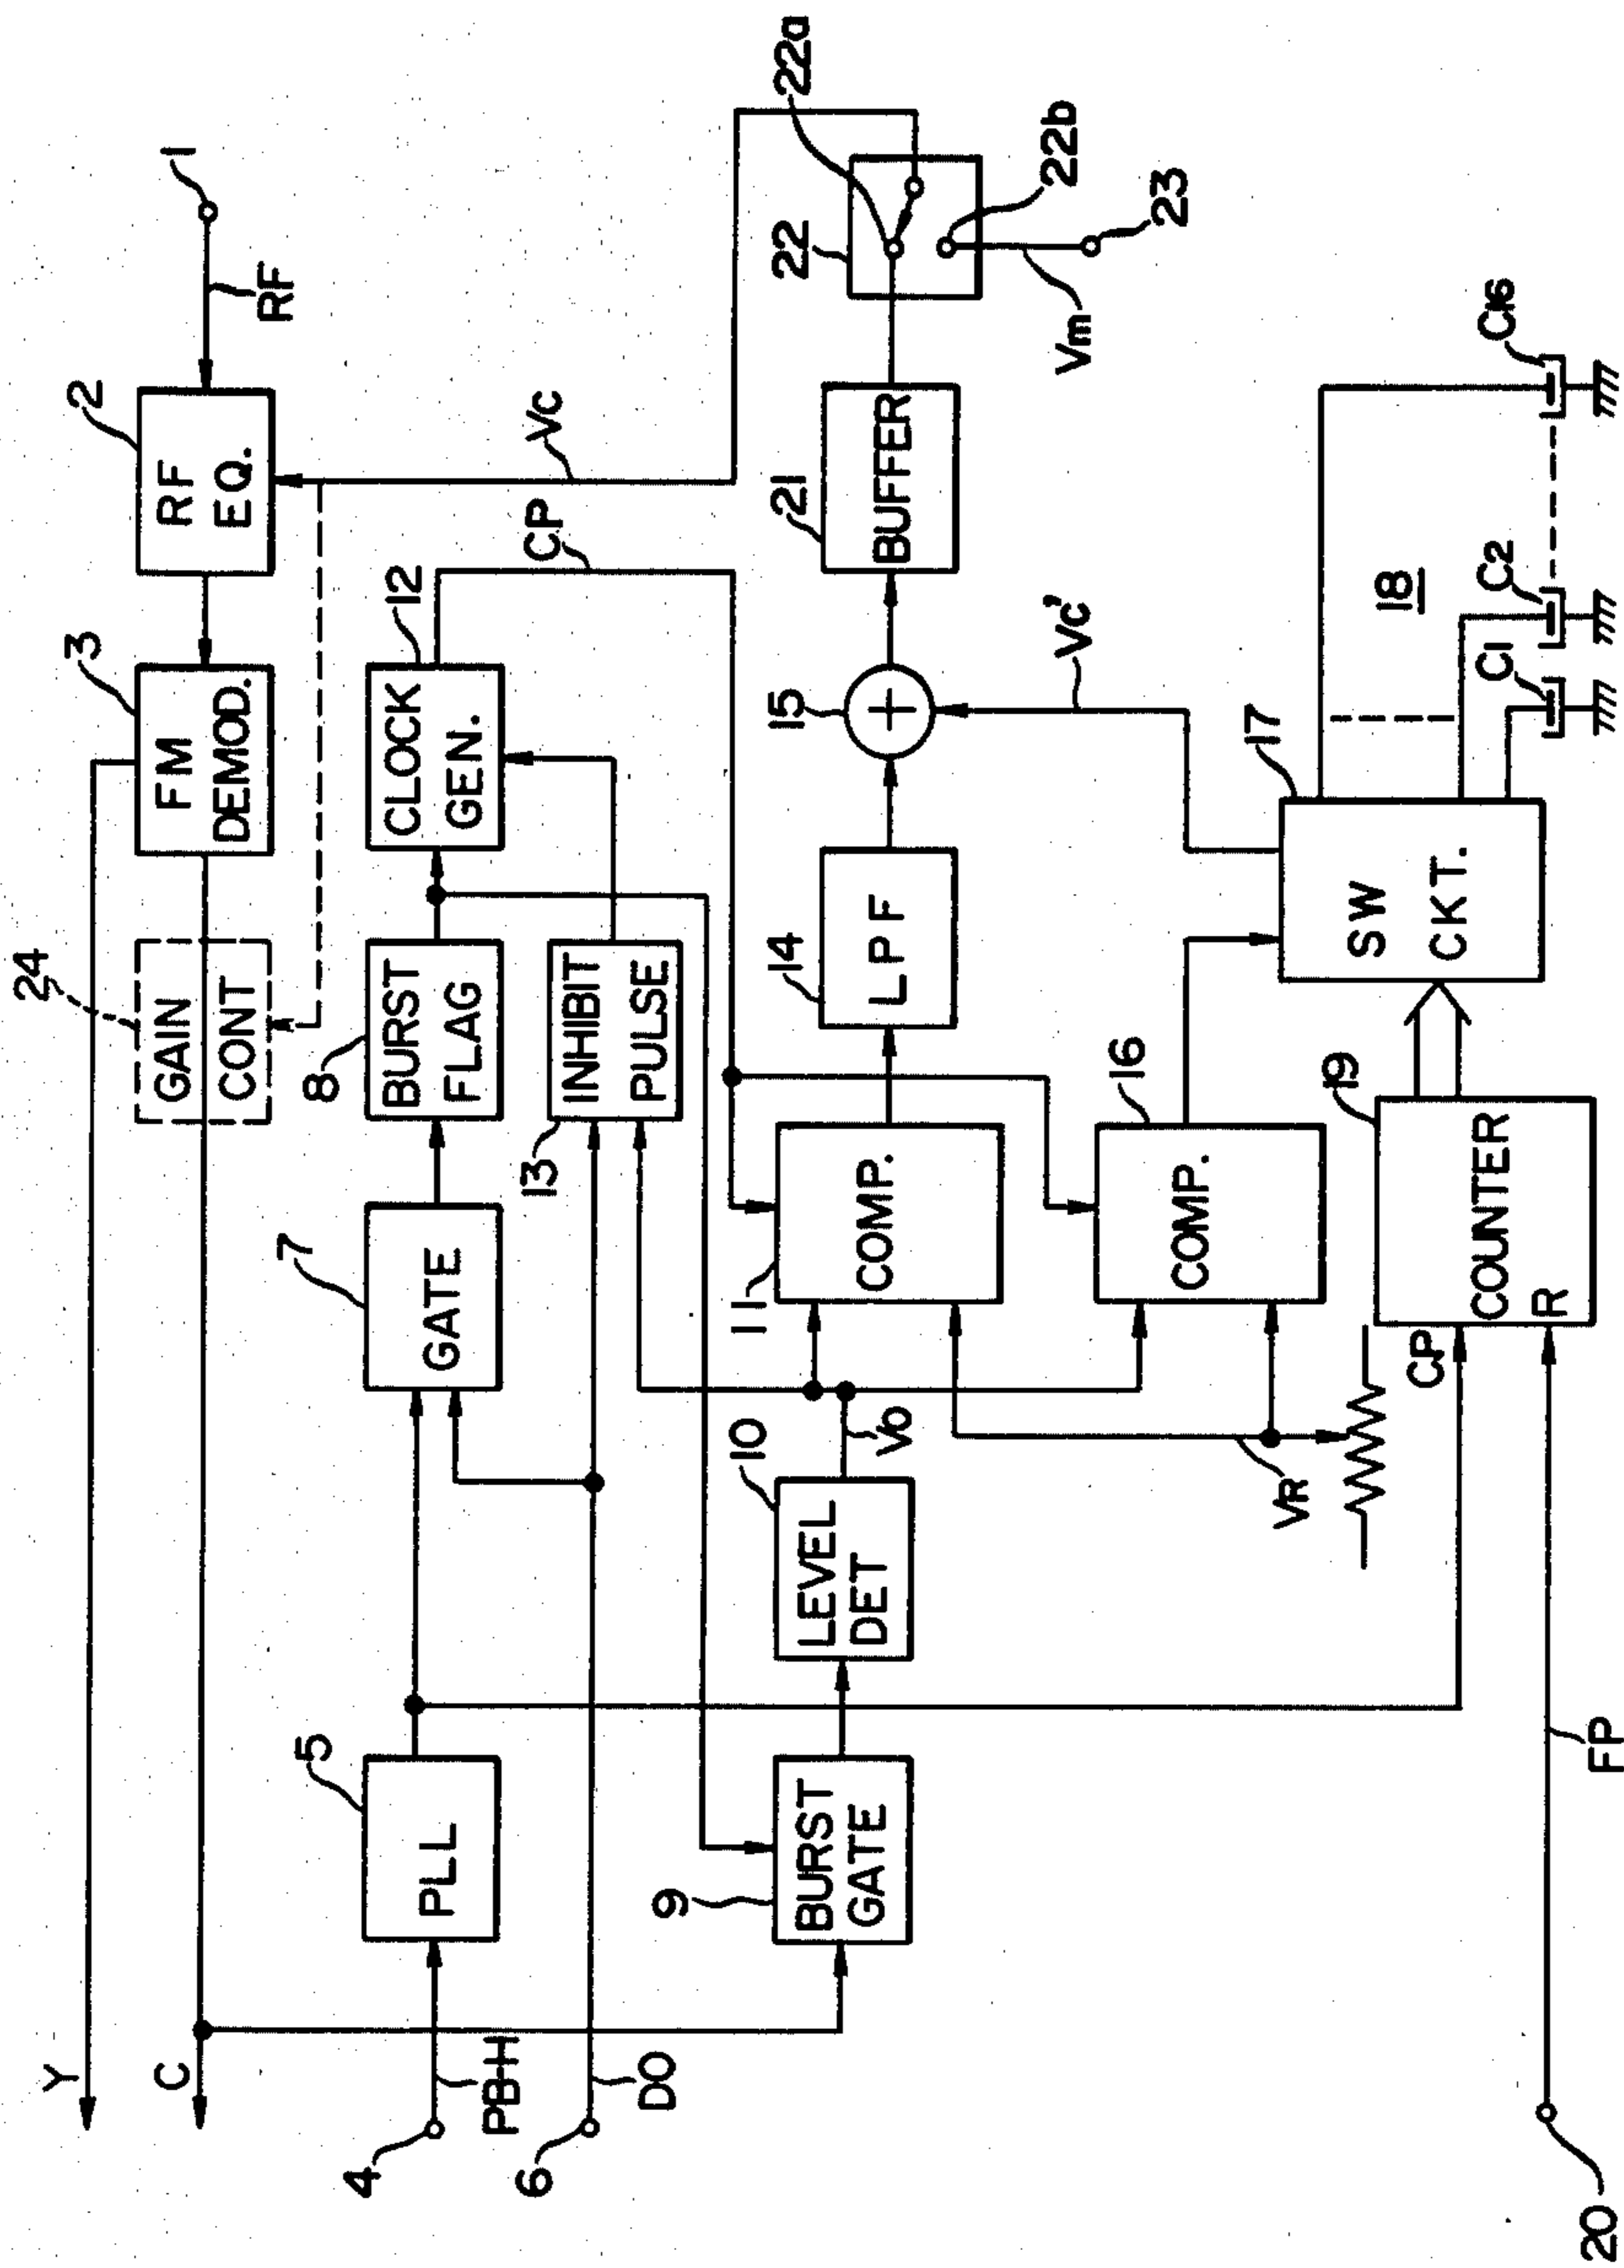 Y
C
24
GAIN
CONT
3
FM
DEMOD.
2
RF
EQ.
1
RF
4
PB-H
5
PLL
7
GATE
8
BURST
FLAG
12
CLOCK
GEN.
CP
VC
6
DO
13
INHIBIT
PULSE
9
BURST
GATE
10
LEVEL
DET
VO
11
COMP.
14
LPF
15
+
21
BUFFER
22
22a
22b
Vm
23
VR
16
COMP.
VC'
17
SW
CKT.
18
C1
C2
C16
20
FP
CP
19
COUNTER
R